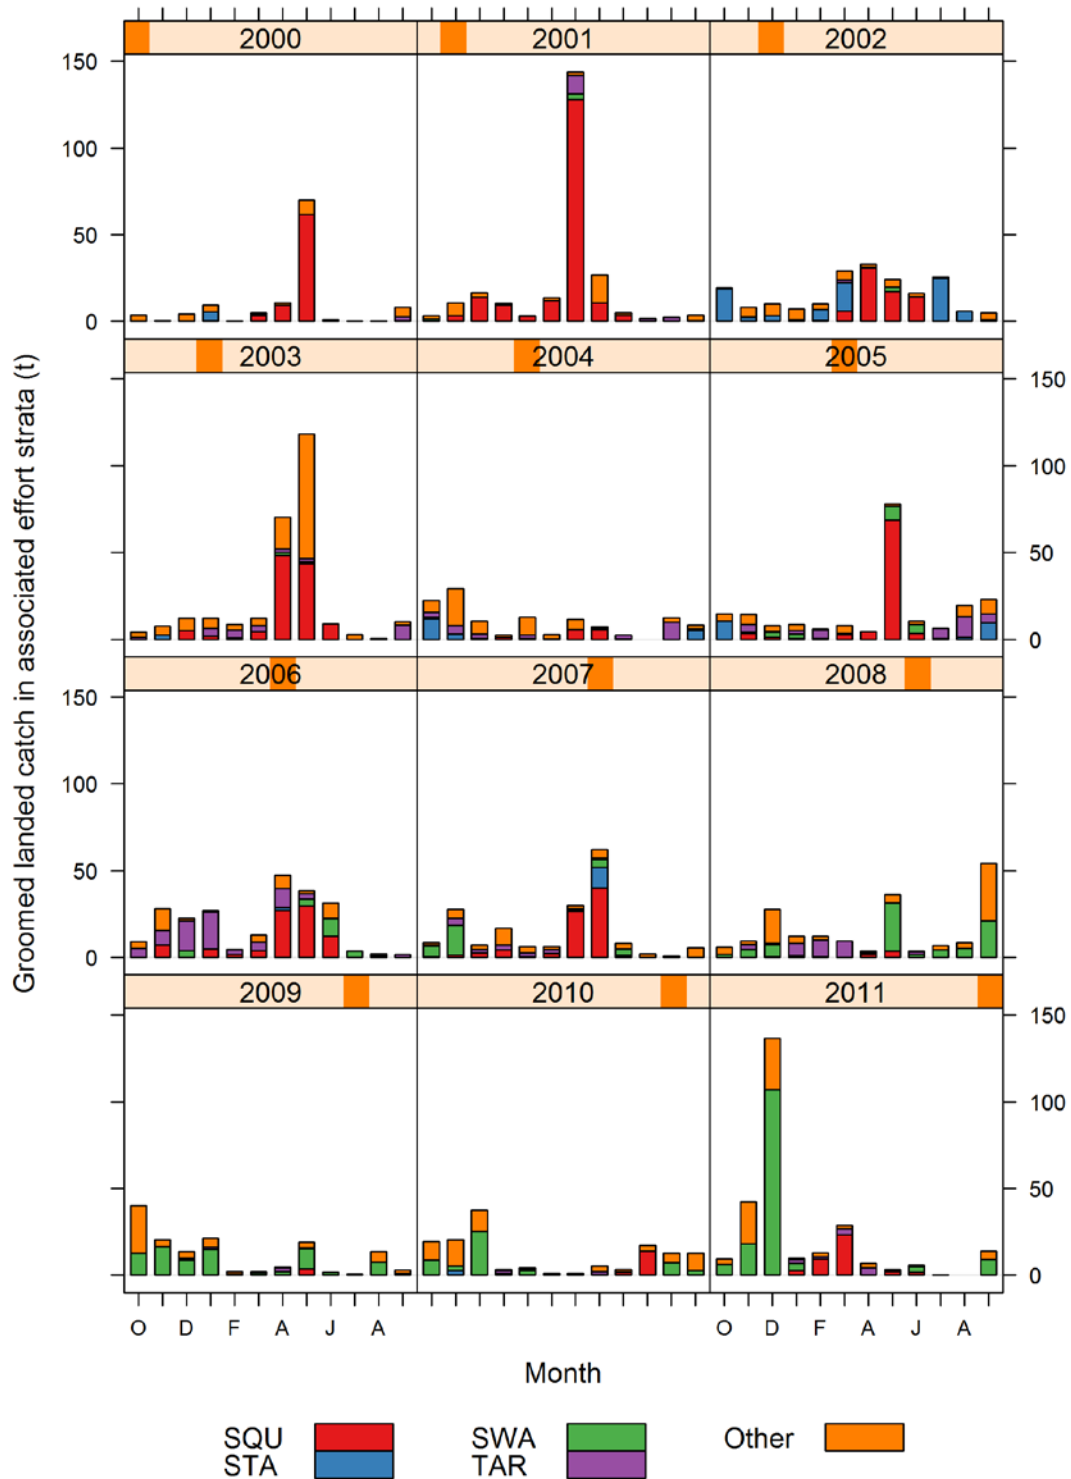 2000 2001 2002
150
100
50
0
2003 2004 2005
150
100
50
0
2006 2007 2008
150
100
50
0
2009 2010 2011
150
100
50
0
Groomed landed catch in associated effort strata (t)
O D F A J A O D F A J A
Month
SQU SWA Other
STA TAR